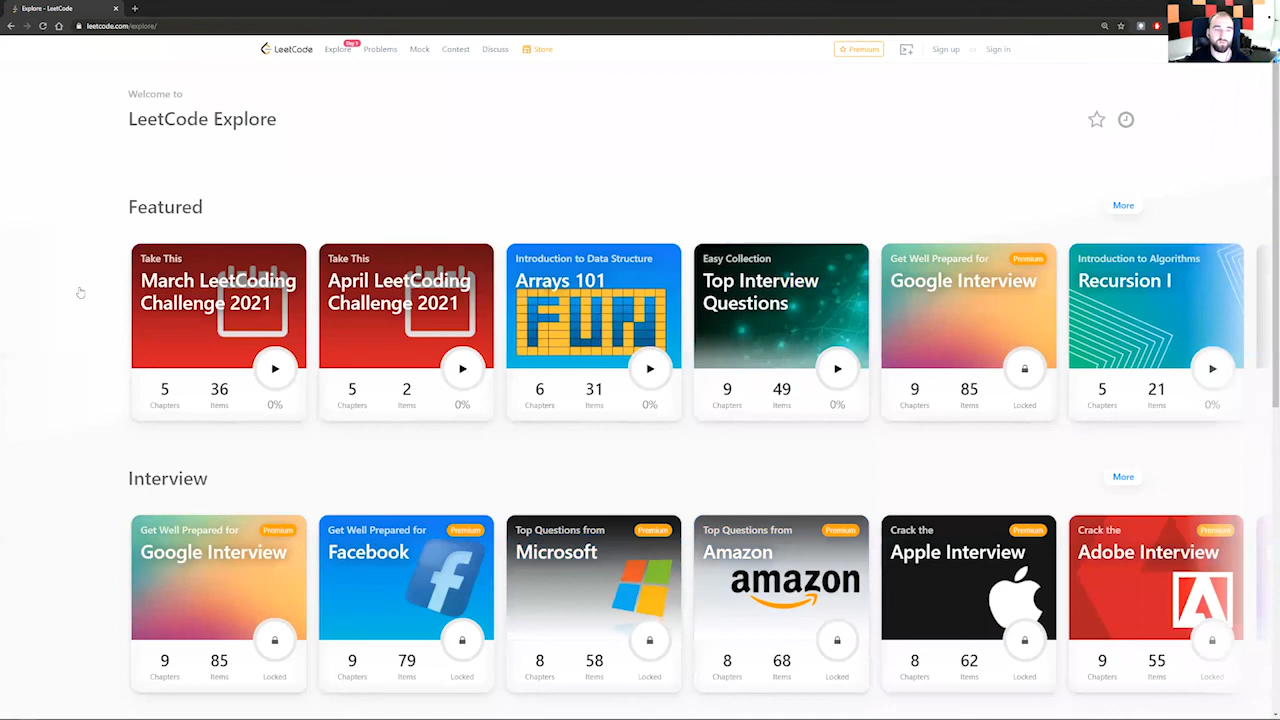 Explore - LeetCode
leetcode.com/explore/
LeetCode
Explore
Day 1
Problems
Mock
Contest
Discuss
Store
Premium
Sign up
or
Sign in
Welcome to
LeetCode Explore
Featured
More
Take This
March LeetCoding
Challenge 2021
5
36
Chapters
Items
0%
Take This
April LeetCoding
Challenge 2021
5
2
Chapters
Items
0%
Introduction to Data Structure
Arrays 101
FUN
6
31
Chapters
Items
0%
Easy Collection
Top Interview
Questions
9
49
Chapters
Items
0%
Get Well Prepared for
Premium
Google Interview
9
85
Chapters
Items
Locked
Introduction to Algorithms
Recursion I
5
21
Chapters
Items
0%
Interview
More
Get Well Prepared for
Premium
Google Interview
9
85
Chapters
Items
Locked
Get Well Prepared for
Premium
Facebook
f
9
79
Chapters
Items
Locked
Top Questions from
Premium
Microsoft
8
58
Chapters
Items
Locked
Top Questions from
Premium
Amazon
amazon
8
68
Chapters
Items
Locked
Crack the
Premium
Apple Interview
8
62
Chapters
Items
Locked
Crack the
Premium
Adobe Interview
9
55
Chapters
Items
Locked